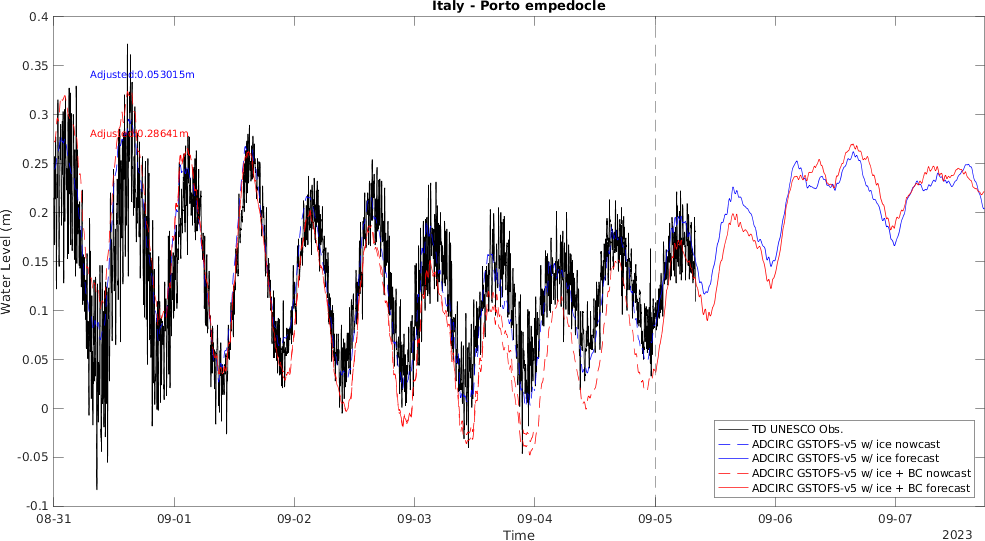 Italy - Porto empedocle
0.4
0.35
0.3
0.25
0.2
0.15
0.1
0.05
0
-0.05
-0.1
Water Level (m)
Adjusted:0.053015m
Adjusted:0.28641m
TD UNESCO Obs.
ADCIRC GSTOFS-v5 w/ ice nowcast
ADCIRC GSTOFS-v5 w/ ice forecast
ADCIRC GSTOFS-v5 w/ ice + BC nowcast
ADCIRC GSTOFS-v5 w/ ice + BC forecast
08-31 09-01 09-02 09-03 09-04 09-05 09-06 09-07
Time
2023